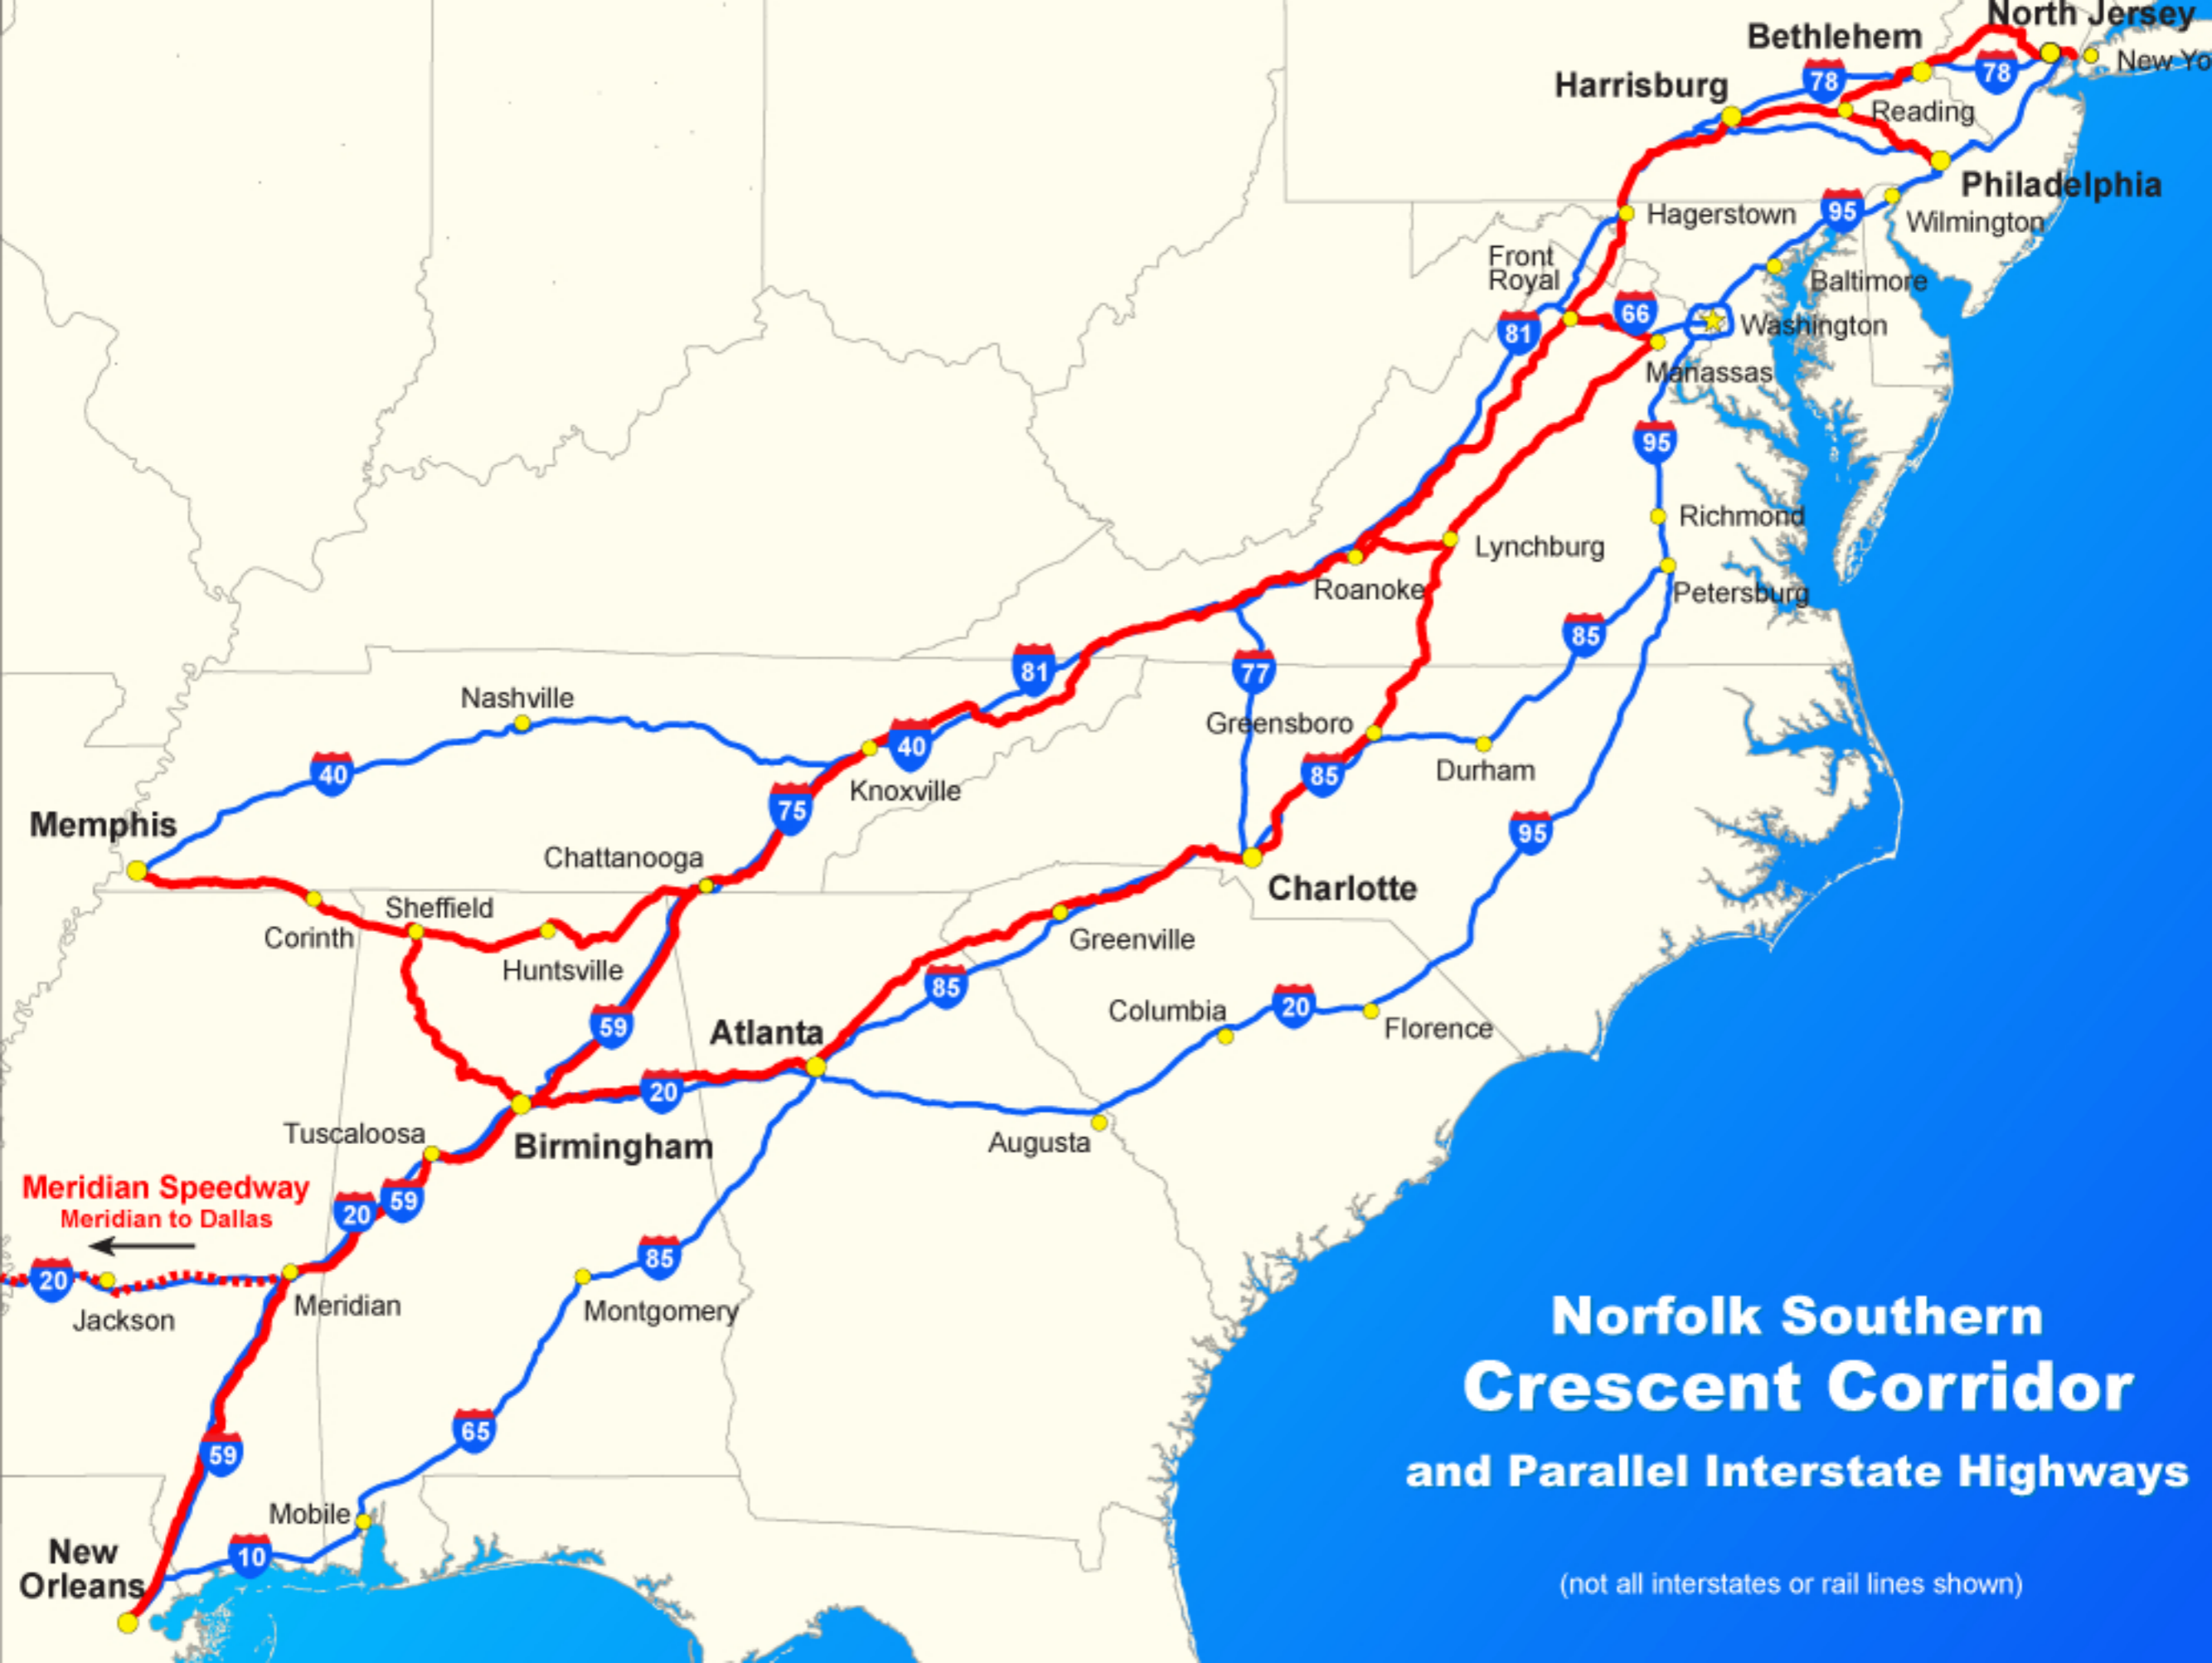 North Jersey
Bethlehem
New Yo
78
78
Harrisburg
Reading
Philadelphia
Hagerstown
95
Wilmington
Front
Royal
Baltimore
66
81
Washington
Manassas
95
Richmond
Lynchburg
Roanoke
Petersburg
85
81
77
Nashville
Greensboro
40
40
Durham
85
Knoxville
75
Memphis
95
Chattanooga
Charlotte
Sheffield
Corinth
Greenville
Huntsville
85
Columbia
20
59
Atlanta
Florence
20
Tuscaloosa
Birmingham
Augusta
Meridian Speedway
Meridian to Dallas
20
59
85
20
Meridian
Jackson
Montgomery
Norfolk Southern
Crescent Corridor
and Parallel Interstate Highways
65
59
Mobile
New
Orleans
10
(not all interstates or rail lines shown)